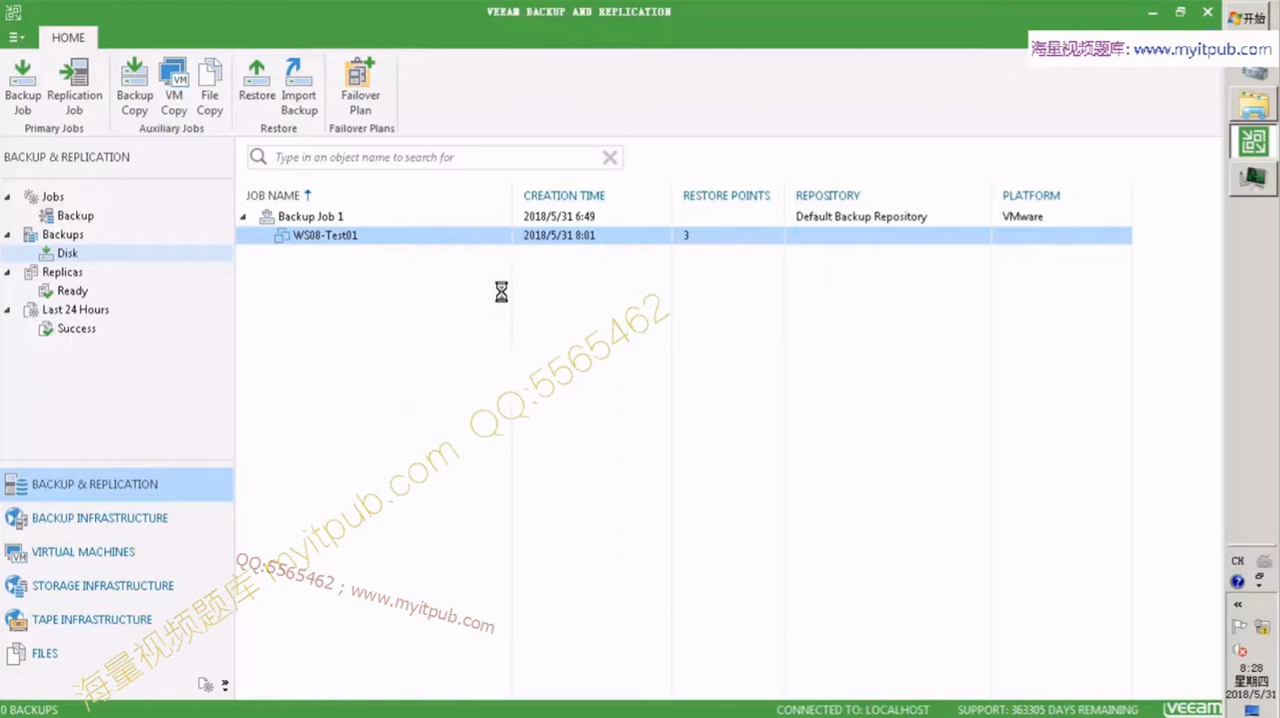 VEEAM BACKUP AND REPLICATION
开始
HOME
海量视频题库: www.myitpub.com
Backup Job
Replication Job
Backup Copy
VM Copy
File Copy
Restore
Import Backup
Failover Plan
Primary Jobs
Auxiliary Jobs
Restore
Failover Plans
BACKUP & REPLICATION
Type in an object name to search for
Jobs
Backup
Backups
Disk
Replicas
Ready
Last 24 Hours
Success
JOB NAME CREATION TIME RESTORE POINTS REPOSITORY PLATFORM
Backup Job 1 2018/5/31 6:49 Default Backup Repository VMware
WS08-Test01 2018/5/31 8:01 3
BACKUP & REPLICATION
BACKUP INFRASTRUCTURE
VIRTUAL MACHINES
STORAGE INFRASTRUCTURE
TAPE INFRASTRUCTURE
FILES
海量视频题库 myitpub.com QQ:5565462
QQ:5565462 ; www.myitpub.com
CH
8:28
星期四
2018/5/31
0 BACKUPS
CONNECTED TO: LOCALHOST
SUPPORT: 363305 DAYS REMAINING
veeam